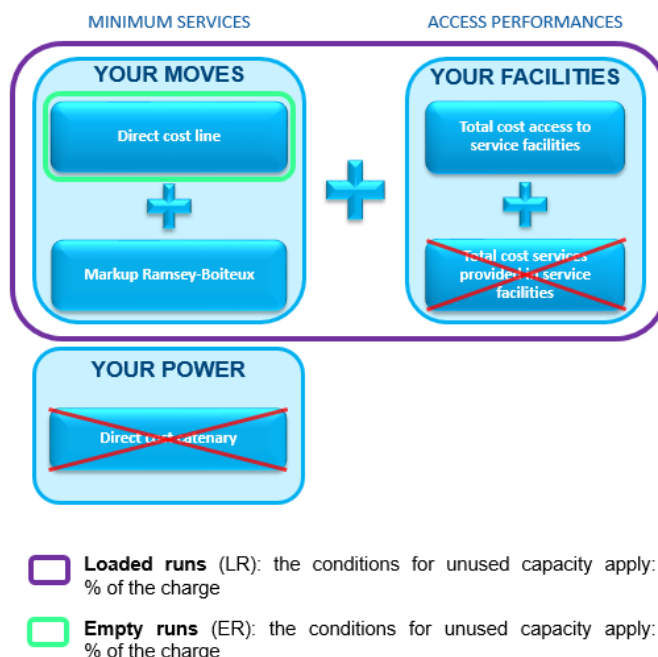 MINIMUM SERVICES
ACCESS PERFORMANCES
YOUR MOVES
Direct cost line
Markup Ramsey-Boiteux
YOUR FACILITIES
Total cost access to
service facilities
Total cost services
provided in service
facilities
YOUR POWER
Direct cost catenary
Loaded runs (LR): the conditions for unused capacity apply:
% of the charge
Empty runs (ER): the conditions for unused capacity apply:
% of the charge